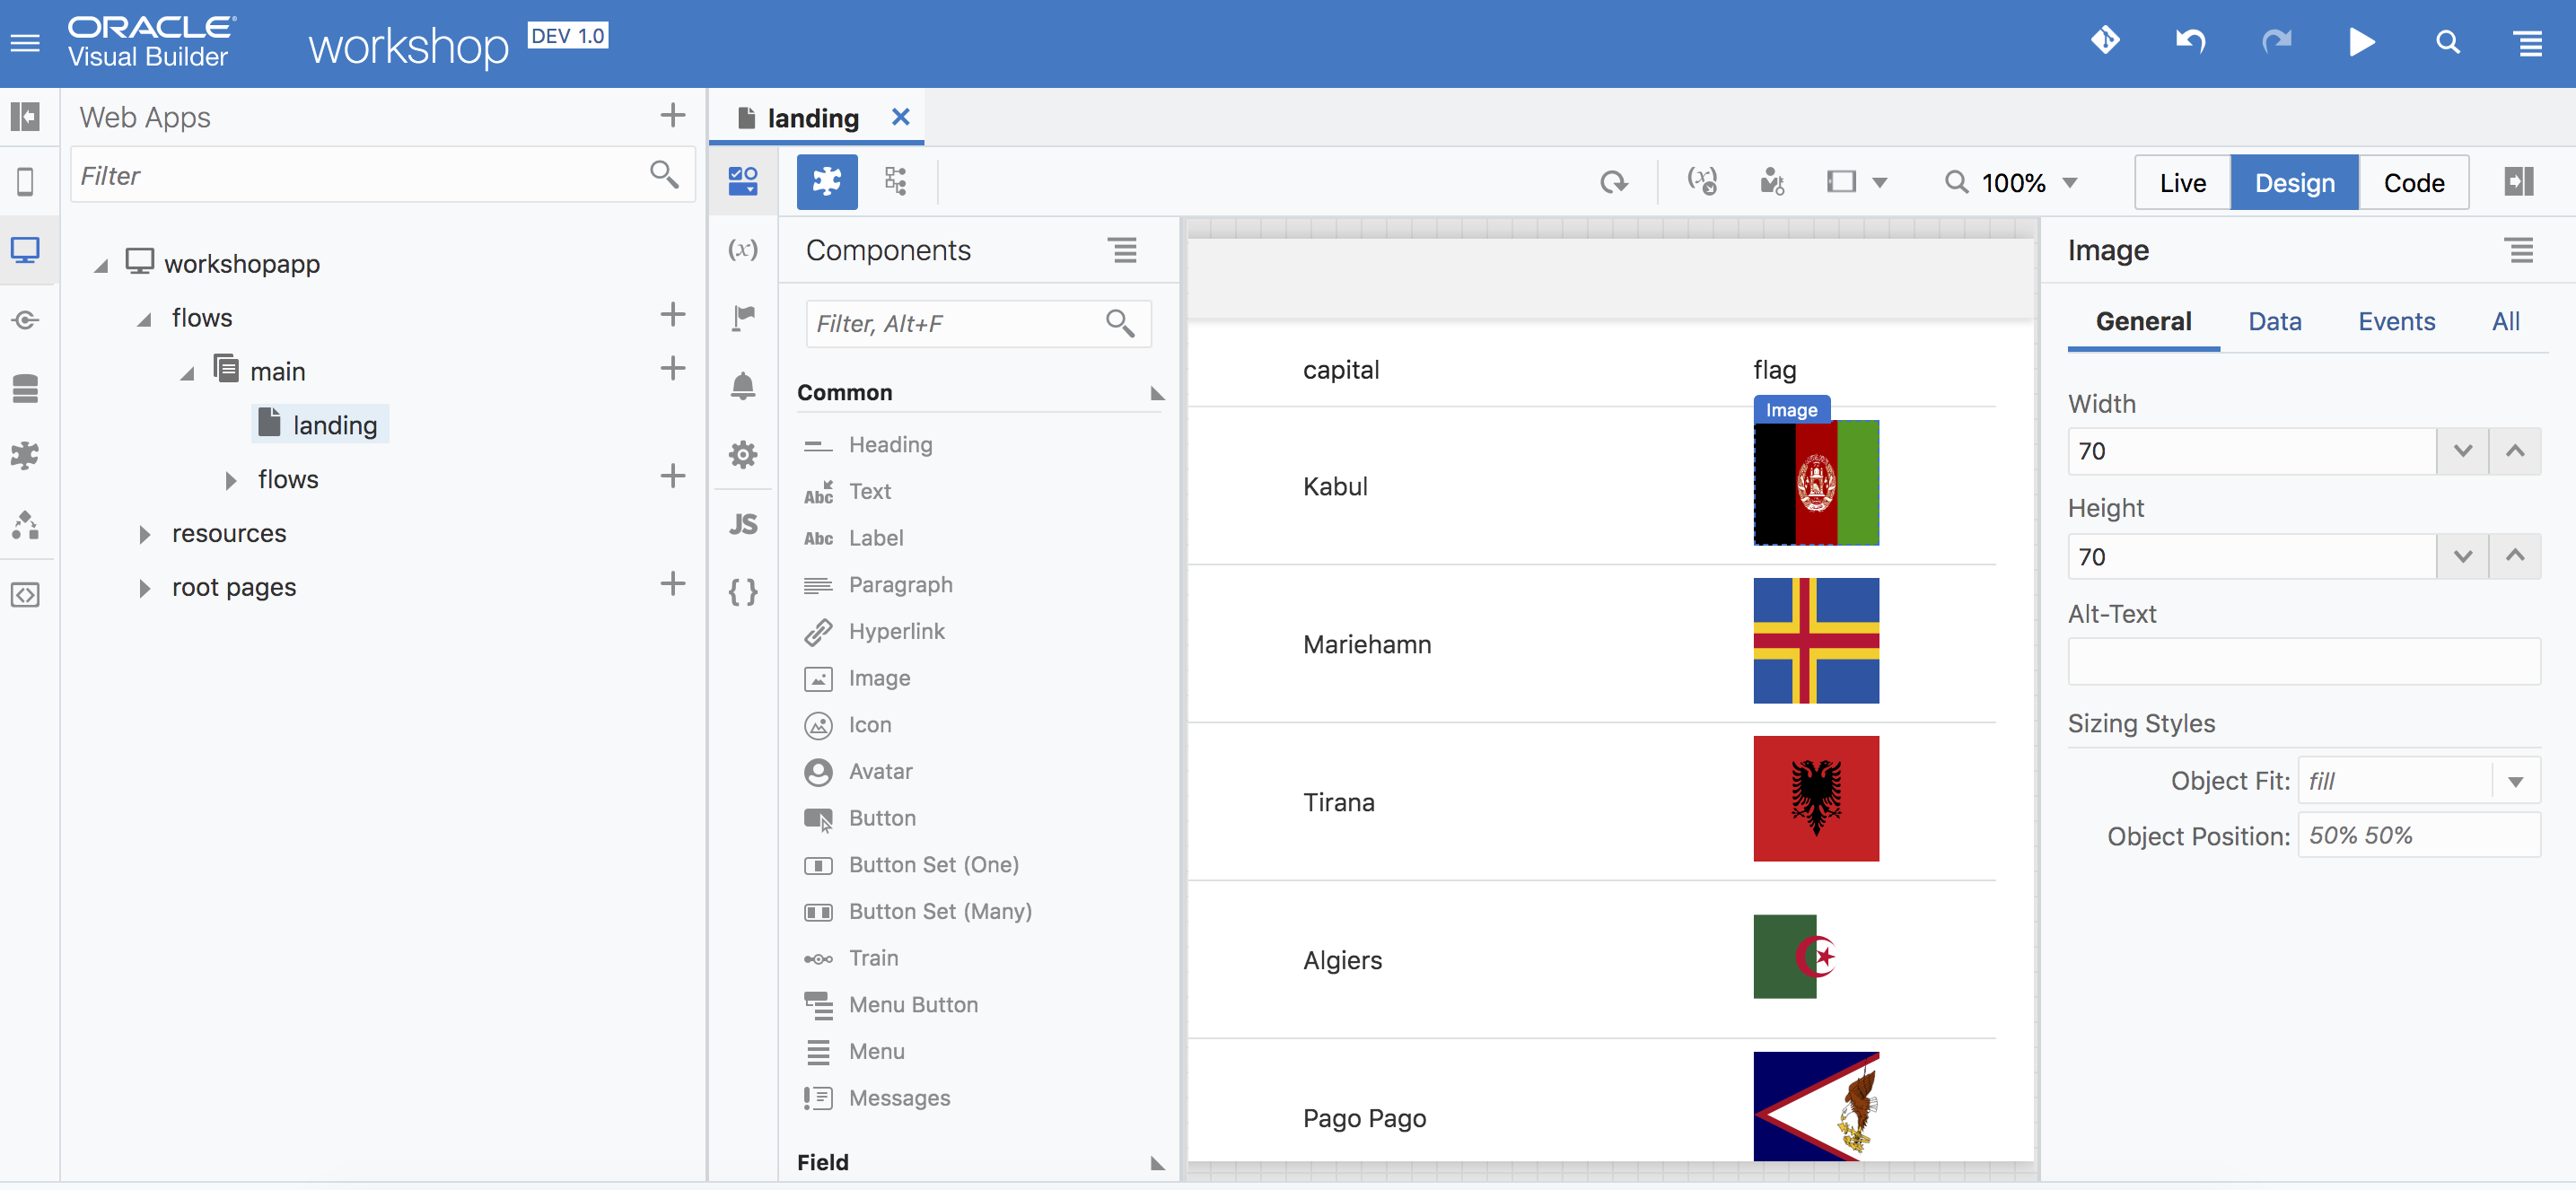 ORACLE
Visual Builder
workshop
DEV 1.0
Web Apps
Filter
workshopapp
flows
main
landing
flows
resources
root pages
landing
100%
Live
Design
Code
(x)
JS
{ }
Components
Filter, Alt+F
Common
Heading
Abc Text
Abc Label
Paragraph
Hyperlink
Image
Icon
Avatar
Button
Button Set (One)
Button Set (Many)
Train
Menu Button
Menu
Messages
Field
capital
flag
Image
Kabul
Mariehamn
Tirana
Algiers
Pago Pago
Image
General
Data
Events
All
Width
70
Height
70
Alt-Text
Sizing Styles
Object Fit: fill
Object Position: 50% 50%